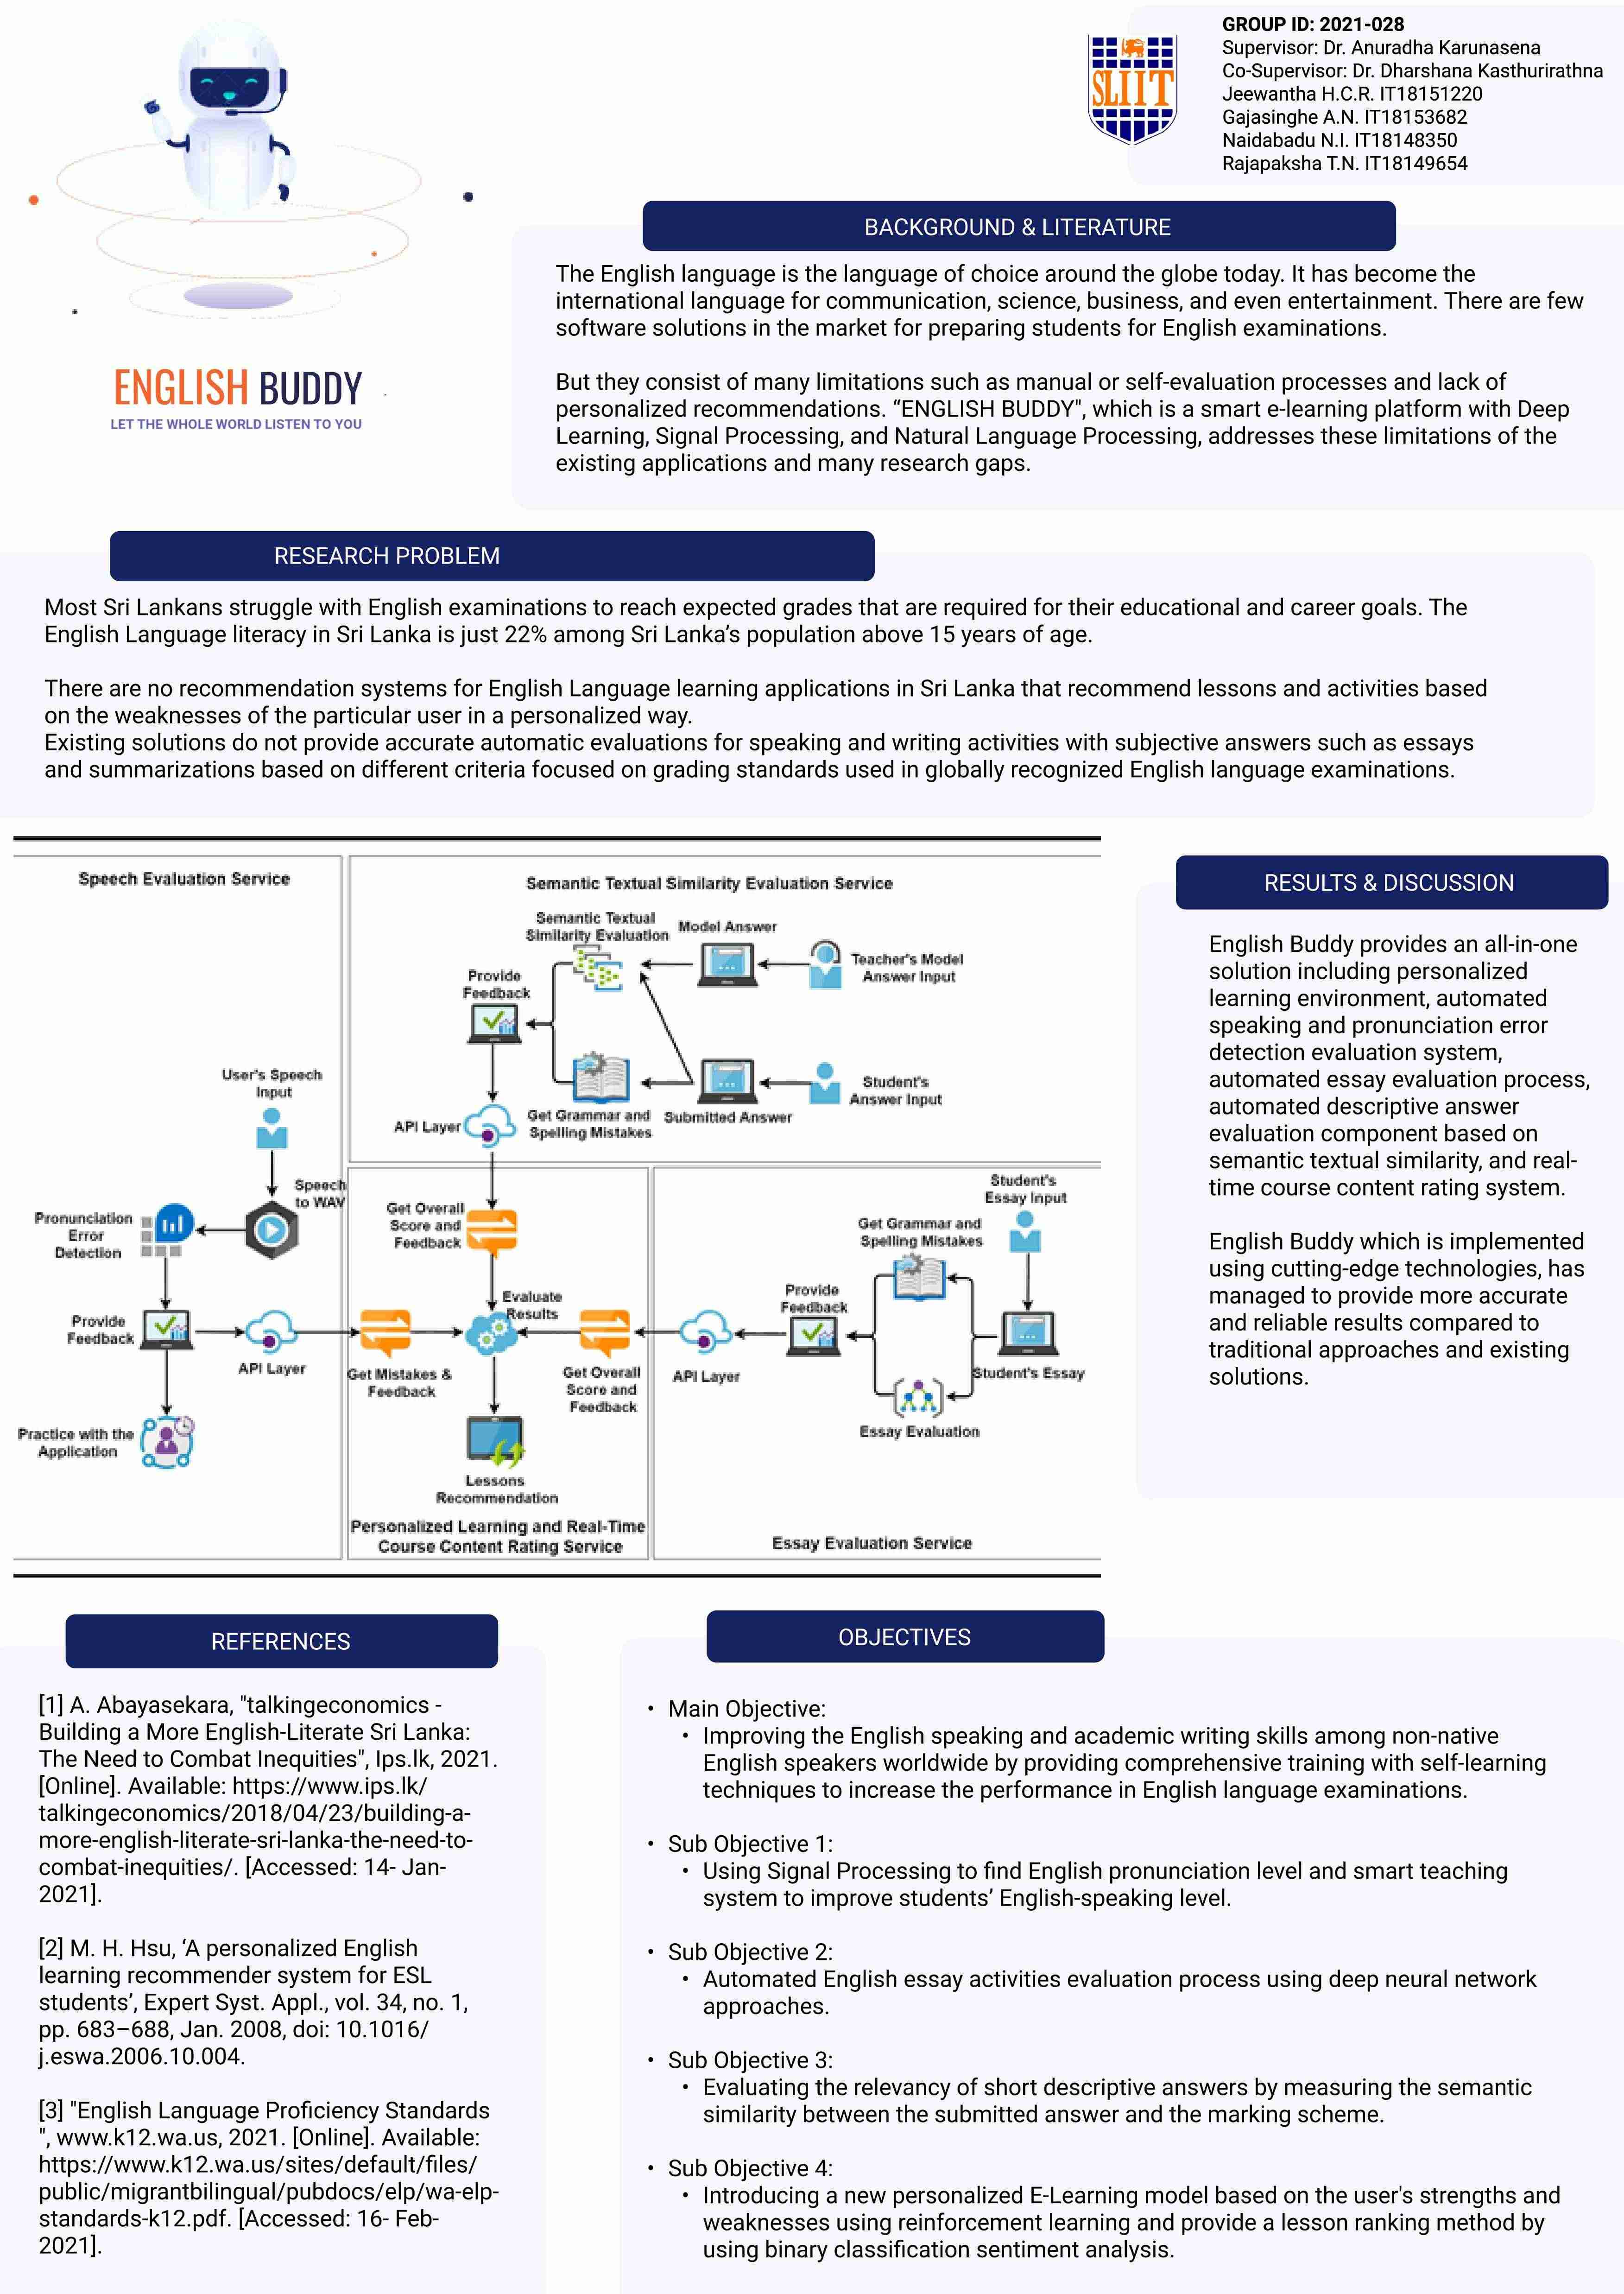 GROUP ID: 2021-028
Supervisor: Dr. Anuradha Karunasena
Co-Supervisor: Dr. Dharshana Kasthurirathna
Jeewantha H.C.R. IT18151220
Gajasinghe A.N. IT18153682
Naidabadu N.I. IT18148350
Rajapaksha T.N. IT18149654
SLIIT
ENGLISH BUDDY
LET THE WHOLE WORLD LISTEN TO YOU
BACKGROUND & LITERATURE
The English language is the language of choice around the globe today. It has become the
international language for communication, science, business, and even entertainment. There are few
software solutions in the market for preparing students for English examinations.
But they consist of many limitations such as manual or self-evaluation processes and lack of
personalized recommendations. “ENGLISH BUDDY", which is a smart e-learning platform with Deep
Learning, Signal Processing, and Natural Language Processing, addresses these limitations of the
existing applications and many research gaps.
RESEARCH PROBLEM
Most Sri Lankans struggle with English examinations to reach expected grades that are required for their educational and career goals. The
English Language literacy in Sri Lanka is just 22% among Sri Lanka’s population above 15 years of age.
There are no recommendation systems for English Language learning applications in Sri Lanka that recommend lessons and activities based
on the weaknesses of the particular user in a personalized way.
Existing solutions do not provide accurate automatic evaluations for speaking and writing activities with subjective answers such as essays
and summarizations based on different criteria focused on grading standards used in globally recognized English language examinations.
Speech Evaluation Service
User's Speech
Input
Speech
to WAV
Pronunciation
Error
Detection
Provide
Feedback
API Layer
Practice with the
Application
Semantic Textual Similarity Evaluation Service
Semantic Textual
Similarity Evaluation
Model Answer
Teacher's Model
Answer Input
Provide
Feedback
Student's
Answer Input
Submitted Answer
Get Grammar and
Spelling Mistakes
API Layer
Get Overall
Score and
Feedback
Evaluate
Results
Get Mistakes &
Feedback
Get Overall
Score and
Feedback
Lessons
Recommendation
Personalized Learning and Real-Time
Course Content Rating Service
Student's
Essay Input
Get Grammar and
Spelling Mistakes
Provide
Feedback
API Layer
Student's Essay
Essay Evaluation
Essay Evaluation Service
RESULTS & DISCUSSION
English Buddy provides an all-in-one
solution including personalized
learning environment, automated
speaking and pronunciation error
detection evaluation system,
automated essay evaluation process,
automated descriptive answer
evaluation component based on
semantic textual similarity, and real-
time course content rating system.
English Buddy which is implemented
using cutting-edge technologies, has
managed to provide more accurate
and reliable results compared to
traditional approaches and existing
solutions.
REFERENCES
[1] A. Abayasekara, "talkingeconomics -
Building a More English-Literate Sri Lanka:
The Need to Combat Inequities", Ips.lk, 2021.
[Online]. Available: https://www.ips.lk/
talkingeconomics/2018/04/23/building-a-
more-english-literate-sri-lanka-the-need-to-
combat-inequities/. [Accessed: 14- Jan-
2021].
[2] M. H. Hsu, ‘A personalized English
learning recommender system for ESL
students’, Expert Syst. Appl., vol. 34, no. 1,
pp. 683–688, Jan. 2008, doi: 10.1016/
j.eswa.2006.10.004.
[3] "English Language Proficiency Standards
", www.k12.wa.us, 2021. [Online]. Available:
https://www.k12.wa.us/sites/default/files/
public/migrantbilingual/pubdocs/elp/wa-elp-
standards-k12.pdf. [Accessed: 16- Feb-
2021].
OBJECTIVES
• Main Objective:
• Improving the English speaking and academic writing skills among non-native
English speakers worldwide by providing comprehensive training with self-learning
techniques to increase the performance in English language examinations.
• Sub Objective 1:
• Using Signal Processing to find English pronunciation level and smart teaching
system to improve students’ English-speaking level.
• Sub Objective 2:
• Automated English essay activities evaluation process using deep neural network
approaches.
• Sub Objective 3:
• Evaluating the relevancy of short descriptive answers by measuring the semantic
similarity between the submitted answer and the marking scheme.
• Sub Objective 4:
• Introducing a new personalized E-Learning model based on the user's strengths and
weaknesses using reinforcement learning and provide a lesson ranking method by
using binary classification sentiment analysis.